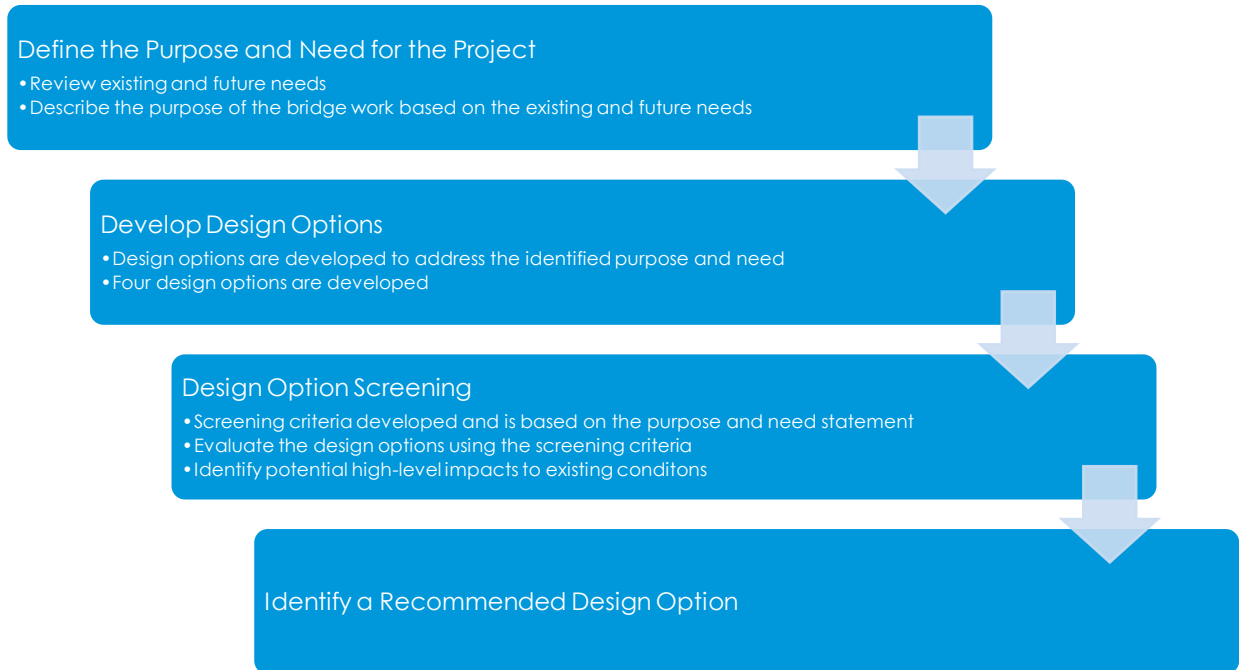 Define the Purpose and Need for the Project
•Review existing and future needs
•Describe the purpose of the bridge work based on the existing and future needs
Develop Design Options
•Design options are developed to address the identified purpose and need
•Four design options are developed
Design Option Screening
•Screening criteria developed and is based on the purpose and need statement
•Evaluate the design options using the screening criteria
•Identify potential high-level impacts to existing conditons
Identify a Recommended Design Option